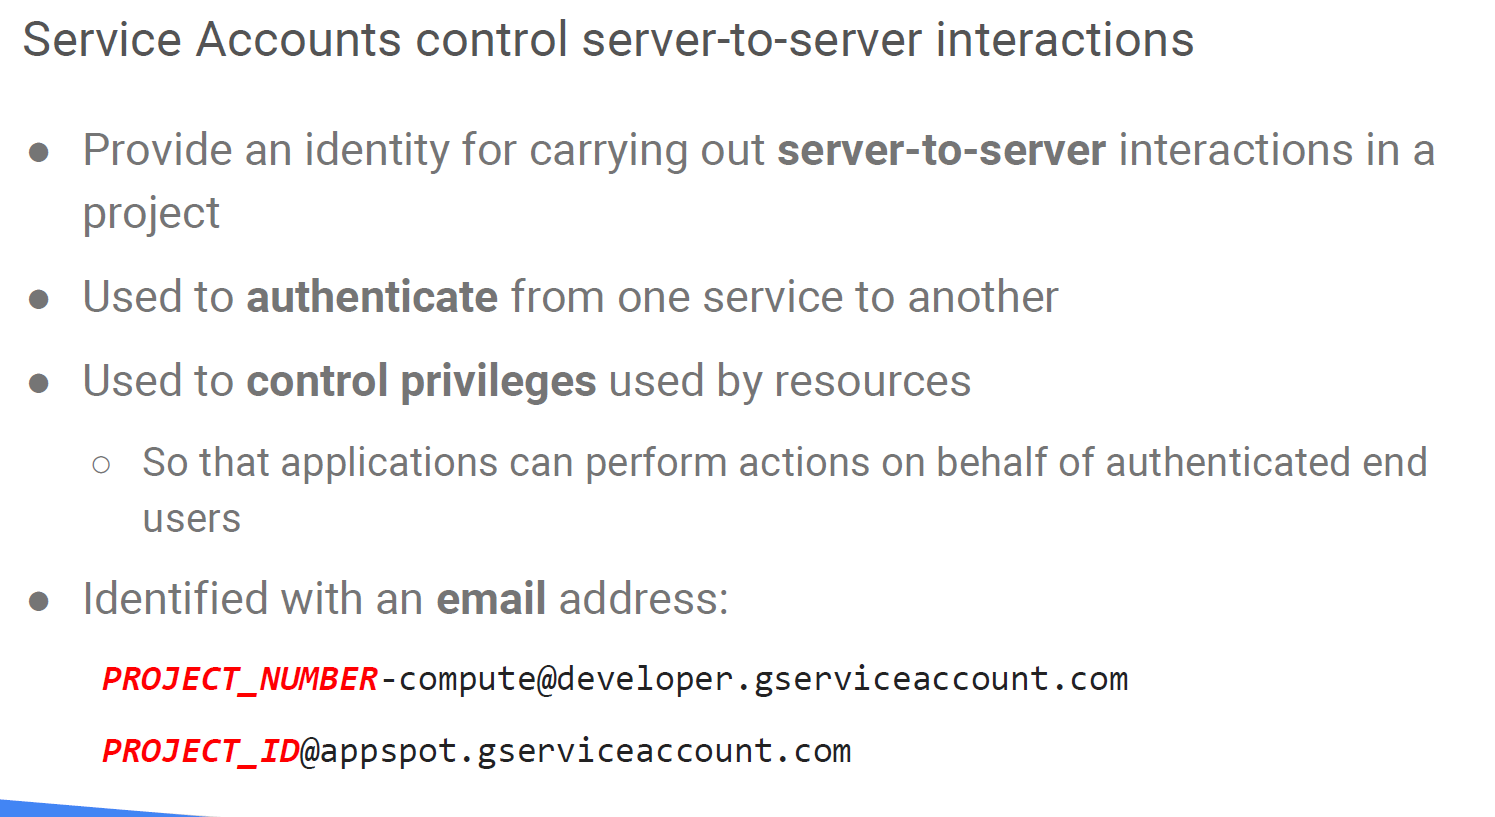 Service Accounts control server-to-server interactions
● Provide an identity for carrying out server-to-server interactions in a
project
● Used to authenticate from one service to another
● Used to control privileges used by resources
○ So that applications can perform actions on behalf of authenticated end
users
● Identified with an email address:
PROJECT_NUMBER-compute@developer.gserviceaccount.com
PROJECT_ID@appspot.gserviceaccount.com